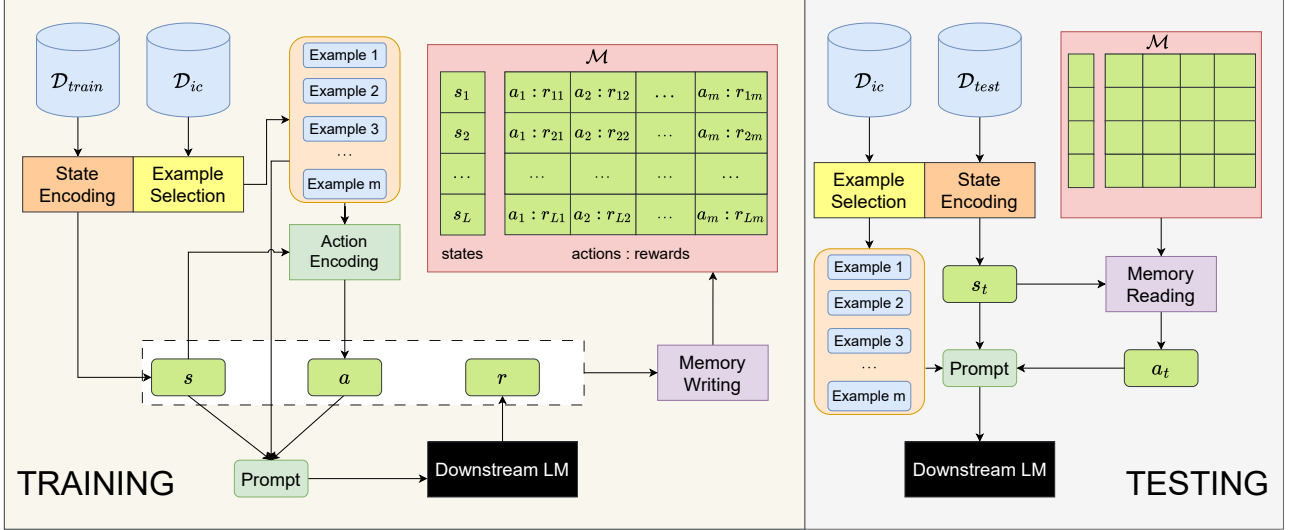 𝒟_train
𝒟_ic
State
Encoding
Example
Selection
Example 1
Example 2
Example 3
...
Example m
Action
Encoding
ℳ
s_1
a_1 : r_11
a_2 : r_12
...
a_m : r_1m
s_2
a_1 : r_21
a_2 : r_22
...
a_m : r_2m
...
...
...
...
...
s_L
a_1 : r_L1
a_2 : r_L2
...
a_m : r_Lm
states
actions : rewards
s
a
r
Memory
Writing
Prompt
Downstream LM
TRAINING
𝒟_ic
𝒟_test
ℳ
Example
Selection
State
Encoding
Example 1
Example 2
Example 3
...
Example m
s_t
Memory
Reading
Prompt
a_t
Downstream LM
TESTING